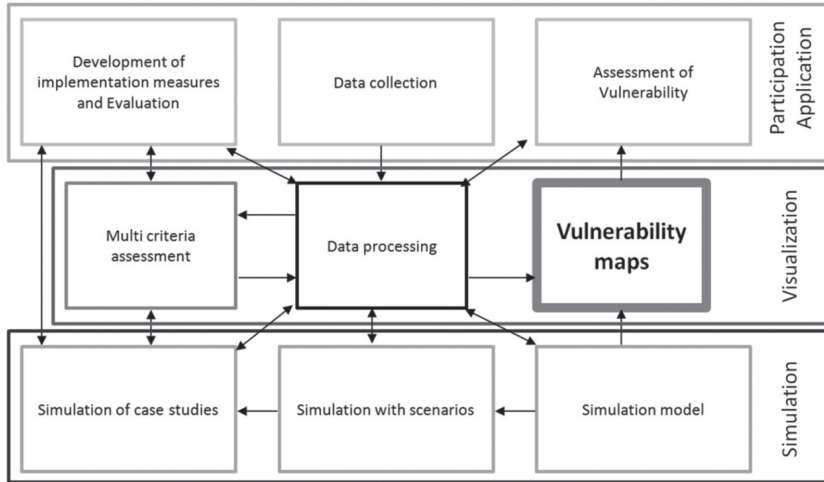 Development of
implementation measures
and Evaluation
Data collection
Assessment of
Vulnerability
Participation
Application
Multi criteria
assessment
Data processing
Vulnerability
maps
Visualization
Simulation of case studies
Simulation with scenarios
Simulation model
Simulation